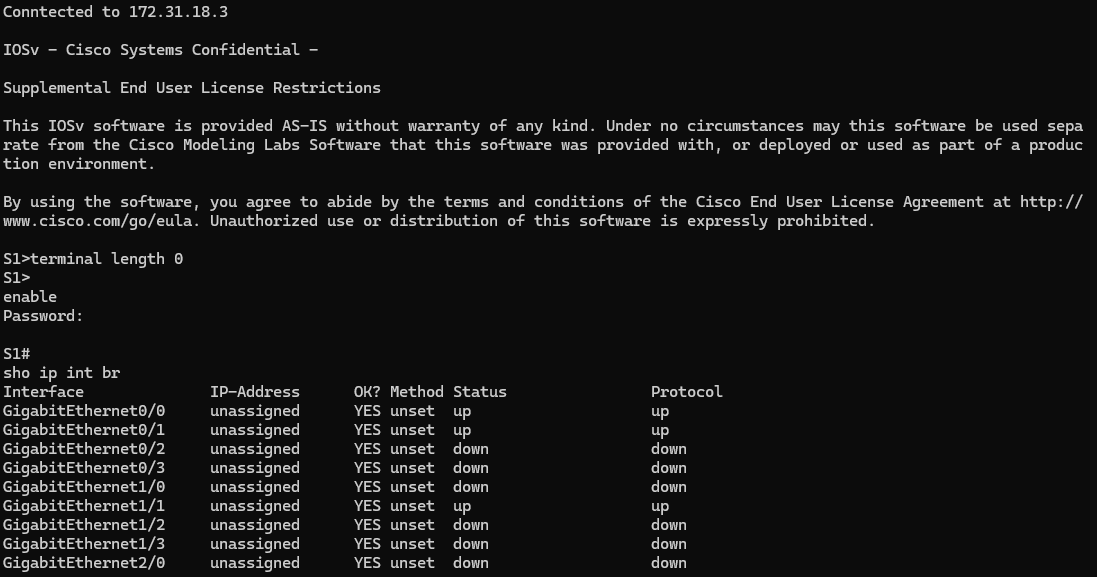 Conntected to 172.31.18.3
IOSv - Cisco Systems Confidential -
Supplemental End User License Restrictions
This IOSv software is provided AS-IS without warranty of any kind. Under no circumstances may this software be used sepa
rate from the Cisco Modeling Labs Software that this software was provided with, or deployed or used as part of a produc
tion environment.
By using the software, you agree to abide by the terms and conditions of the Cisco End User License Agreement at http://
www.cisco.com/go/eula. Unauthorized use or distribution of this software is expressly prohibited.
S1>terminal length 0
S1>
enable
Password:
S1#
sho ip int br
Interface IP-Address OK? Method Status Protocol
GigabitEthernet0/0 unassigned YES unset up up
GigabitEthernet0/1 unassigned YES unset up up
GigabitEthernet0/2 unassigned YES unset down down
GigabitEthernet0/3 unassigned YES unset down down
GigabitEthernet1/0 unassigned YES unset down down
GigabitEthernet1/1 unassigned YES unset up up
GigabitEthernet1/2 unassigned YES unset down down
GigabitEthernet1/3 unassigned YES unset down down
GigabitEthernet2/0 unassigned YES unset down down